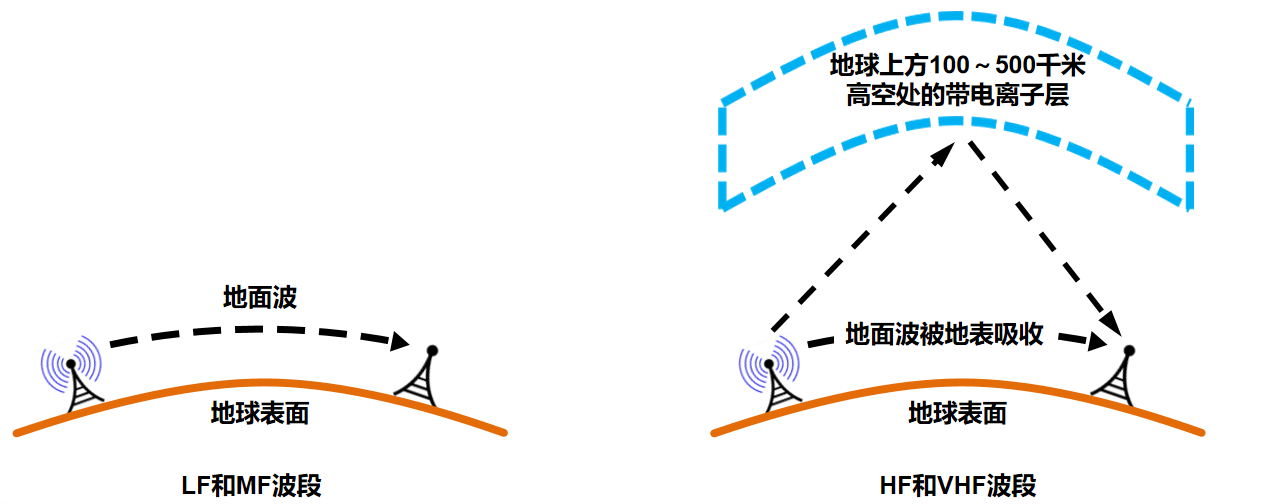 地面波
地球表面
LF和MF波段
地球上方100～500千米
高空处的带电离子层
地面波被地表吸收
地球表面
HF和VHF波段